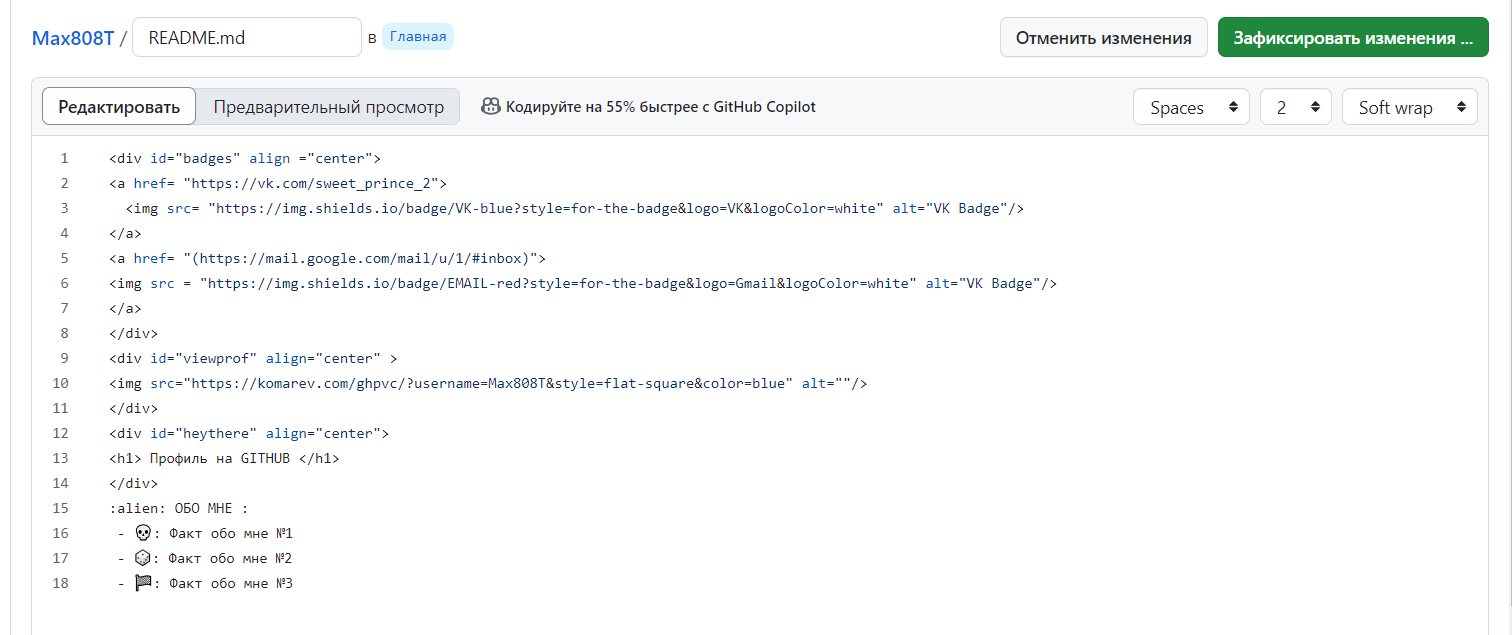 Max808T / README.md в Главная Отменить изменения Зафиксировать изменения ...
Редактировать Предварительный просмотр Кодируйте на 55% быстрее с GitHub Copilot Spaces 2 Soft wrap
1 <div id="badges" align ="center">
2 <a href= "https://vk.com/sweet_prince_2">
3 <img src= "https://img.shields.io/badge/VK-blue?style=for-the-badge&logo=VK&logoColor=white" alt="VK Badge"/>
4 </a>
5 <a href= "(https://mail.google.com/mail/u/1/#inbox)">
6 <img src = "https://img.shields.io/badge/EMAIL-red?style=for-the-badge&logo=Gmail&logoColor=white" alt="VK Badge"/>
7 </a>
8 </div>
9 <div id="viewprof" align="center" >
10 <img src="https://komarev.com/ghpvc/?username=Max808T&style=flat-square&color=blue" alt=""/>
11 </div>
12 <div id="heythere" align="center">
13 <h1> Профиль на GITHUB </h1>
14 </div>
15 :alien: ОБО МНЕ :
16 - 💀: Факт обо мне №1
17 - 🎲: Факт обо мне №2
18 - 🏴: Факт обо мне №3